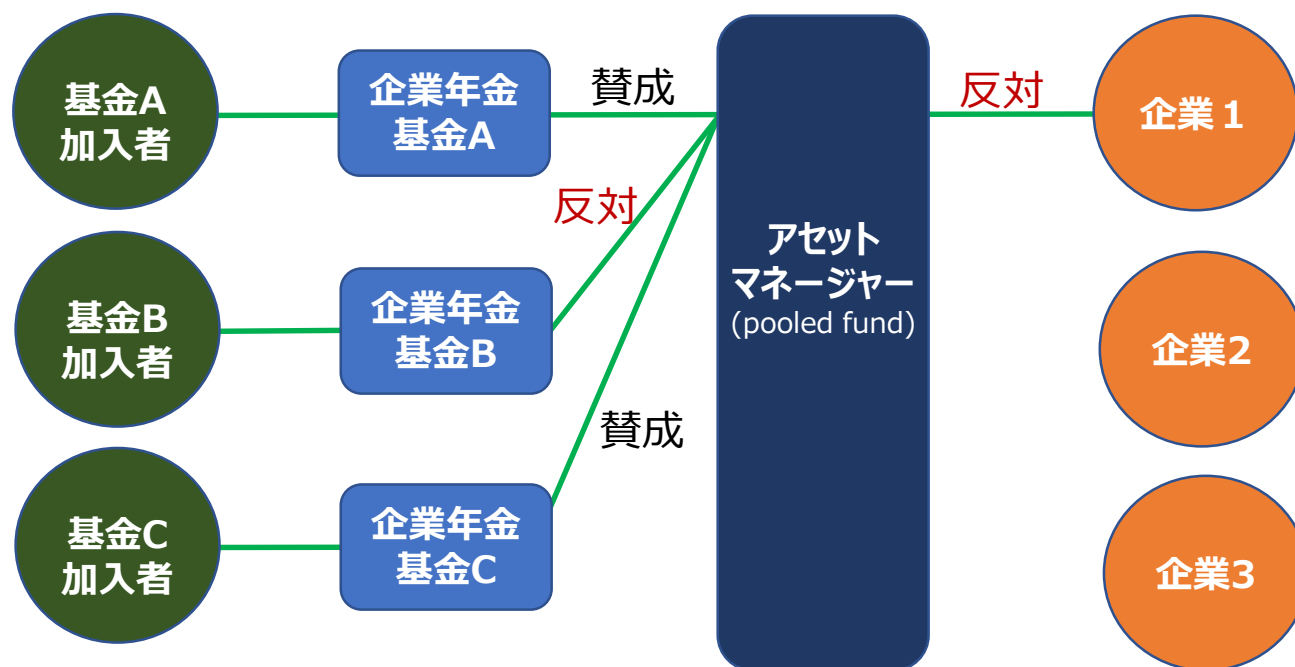 基金A
加入者
企業年金
基金A
賛成
反対
企業１
反対
アセット
マネージャー
(pooled fund)
基金B
加入者
企業年金
基金B
企業2
賛成
基金C
加入者
企業年金
基金C
企業3